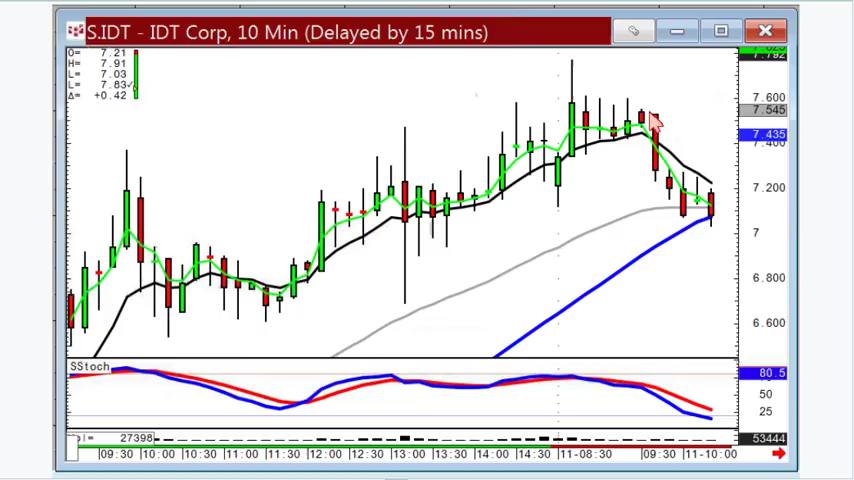 S.IDT - IDT Corp, 10 Min (Delayed by 15 mins)
O= 7.21
H= 7.91
L= 7.03
L= 7.83
Δ= +0.42
7.792
7.600
7.545
7.435
7.400
7.200
7
6.800
6.600
SStoch
80.5
50
25
27398
53444
09:30 10:00 10:30 11:00 11:30 12:00 12:30 13:00 13:30 14:00 14:30 11-08:30 09:30 11-10:00